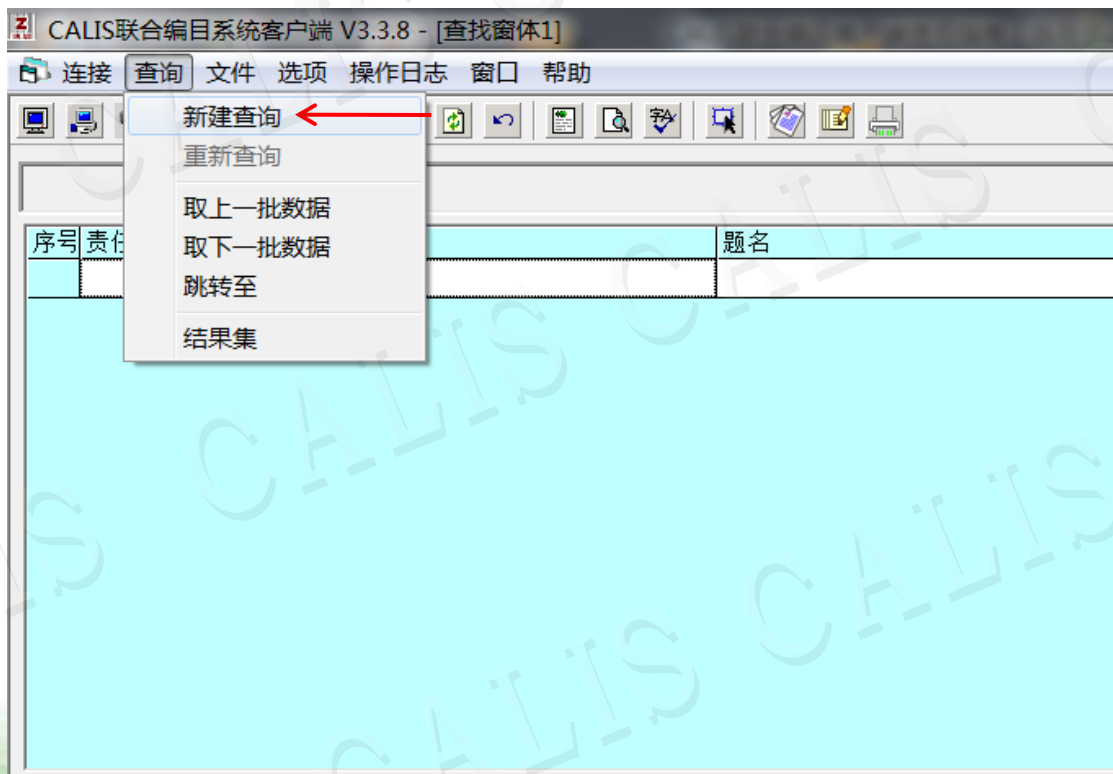 CALIS联合编目系统客户端 V3.3.8 - [查找窗体1]
连接 查询 文件 选项 操作日志 窗口 帮助
新建查询
重新查询
取上一批数据
取下一批数据
跳转至
结果集
序号 责任 题名
CALIS CALIS
CALIS CALIS
CALIS CALIS